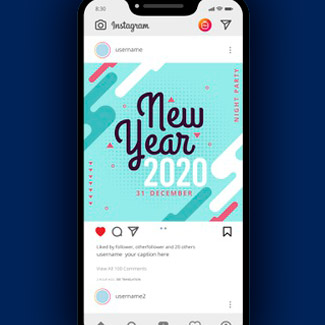 8:30
Instagram
username
NIGHT PARTY
New
Year
2020
31 DECEMBER
Liked by follower, otherfollower and 20 others
username your caption here
View All 100 Comments
username2